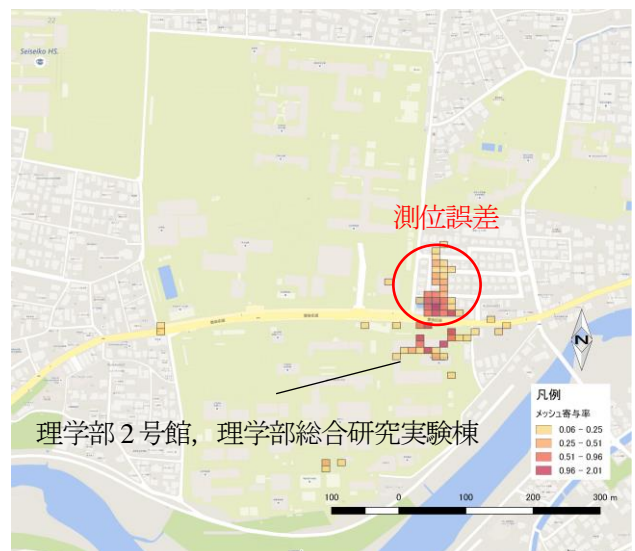 Seiseiko HS.
測位誤差
N
凡例
メッシュ寄与率
0.06 - 0.25
0.25 - 0.51
0.51 - 0.96
0.96 - 2.01
理学部２号館，理学部総合研究実験棟
100 0 100 200 300 m